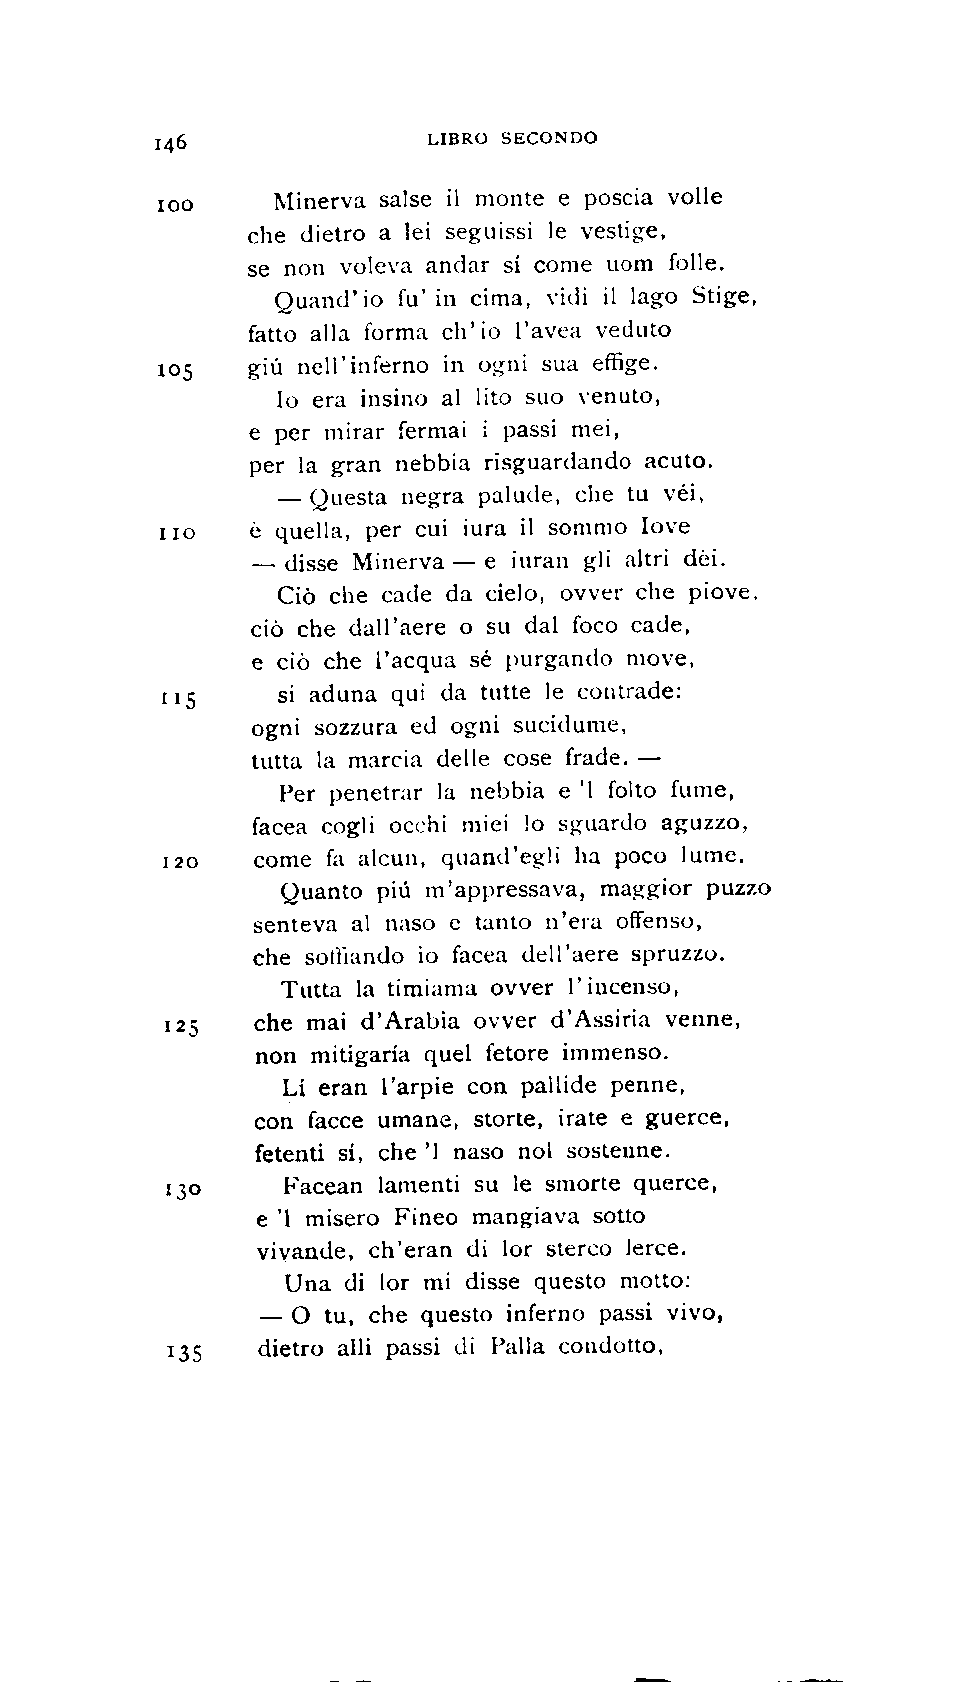 146 LIBRO SECONDO
100 Minerva salse il monte e poscia volle
che dietro a lei seguissi le vestige,
se non voleva andar sí come uom folle.
Quand'io fu' in cima, vidi il lago Stige,
fatto alla forma ch'io l'avea veduto
105 giú nell'inferno in ogni sua effige.
Io era insino al lito suo venuto,
e per mirar fermai i passi mei,
per la gran nebbia risguardando acuto.
— Questa negra palude, che tu véi,
110 è quella, per cui iura il sommo Iove
— disse Minerva — e iuran gli altri dèi.
Ciò che cade da cielo, ovver che piove,
ciò che dall'aere o su dal foco cade,
e ciò che l'acqua sé purgando move,
115 si aduna qui da tutte le contrade:
ogni sozzura ed ogni sucidume,
tutta la marcia delle cose frade. —
Per penetrar la nebbia e 'l folto fume,
facea cogli occhi miei lo sguardo aguzzo,
120 come fa alcun, quand'egli ha poco lume.
Quanto piú m'appressava, maggior puzzo
senteva al naso e tanto n'era offenso,
che soffiando io facea dell'aere spruzzo.
Tutta la timiama ovver l'incenso,
125 che mai d'Arabia ovver d'Assiria venne,
non mitigaría quel fetore immenso.
Lí eran l'arpie con pallide penne,
con facce umane, storte, irate e guerce,
fetenti sí, che 'l naso nol sostenne.
130 Facean lamenti su le smorte querce,
e 'l misero Fineo mangiava sotto
vivande, ch'eran di lor sterco lerce.
Una di lor mi disse questo motto:
— O tu, che questo inferno passi vivo,
135 dietro alli passi di Palla condotto,